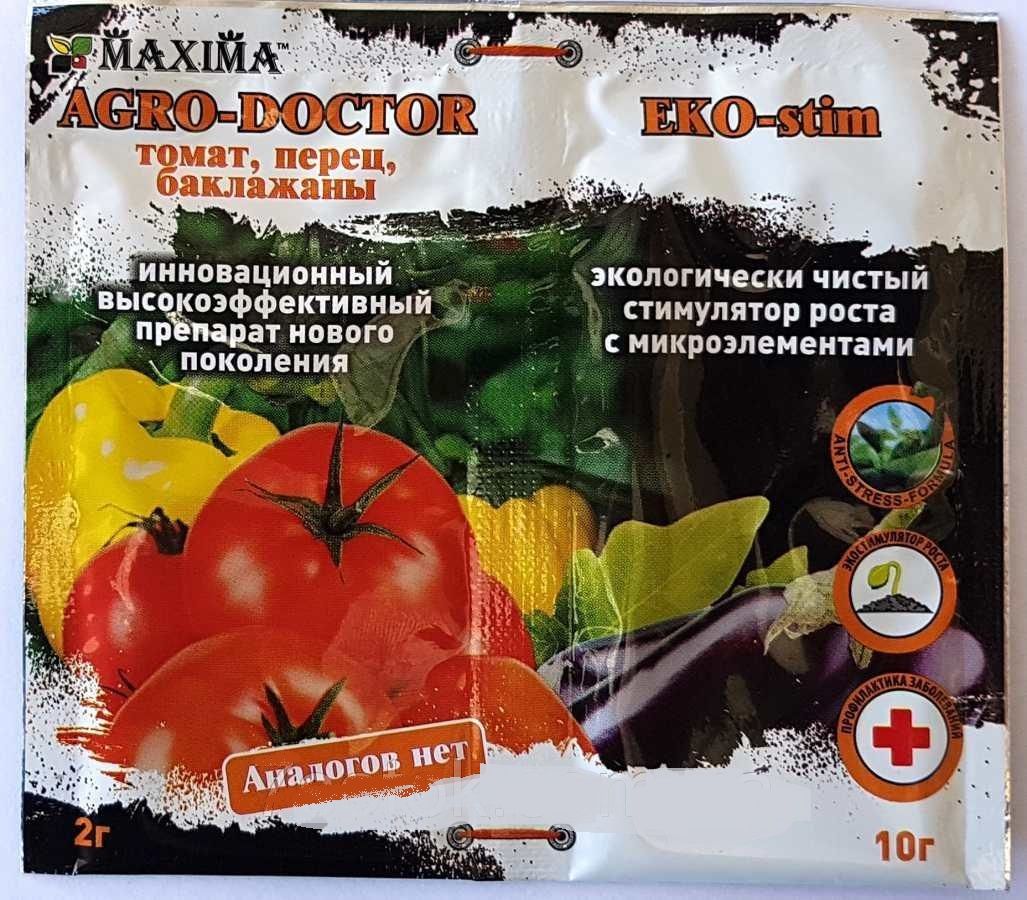 MAXIMA™
AGRO-DOCTOR
томат, перец,
баклажаны
инновационный
высокоэффективный
препарат нового
поколения
Аналогов нет
2г
EKO-stim
экологически чистый
стимулятор роста
с микроэлементами
ANTI-STRESS-FORMULA
ЭКОСТИМУЛЯТОР РОСТА
ПРОФИЛАКТИКА ЗАБОЛЕВАНИЙ
10г